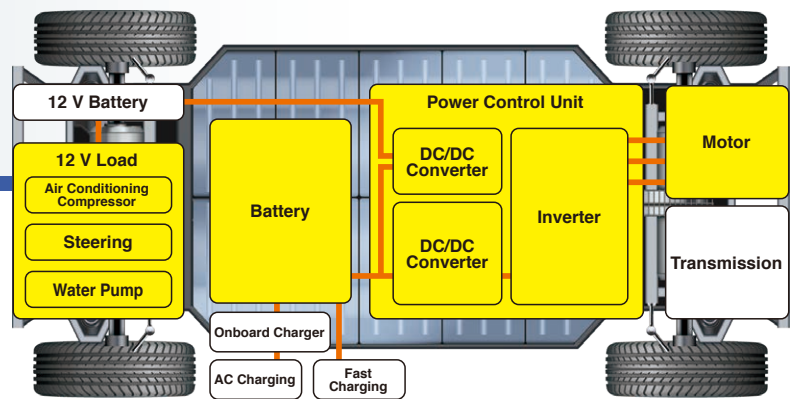 12 V Battery
12 V Load
Air Conditioning
Compressor
Steering
Water Pump
Battery
Onboard Charger
AC Charging
Fast
Charging
Power Control Unit
DC/DC
Converter
DC/DC
Converter
Inverter
Motor
Transmission